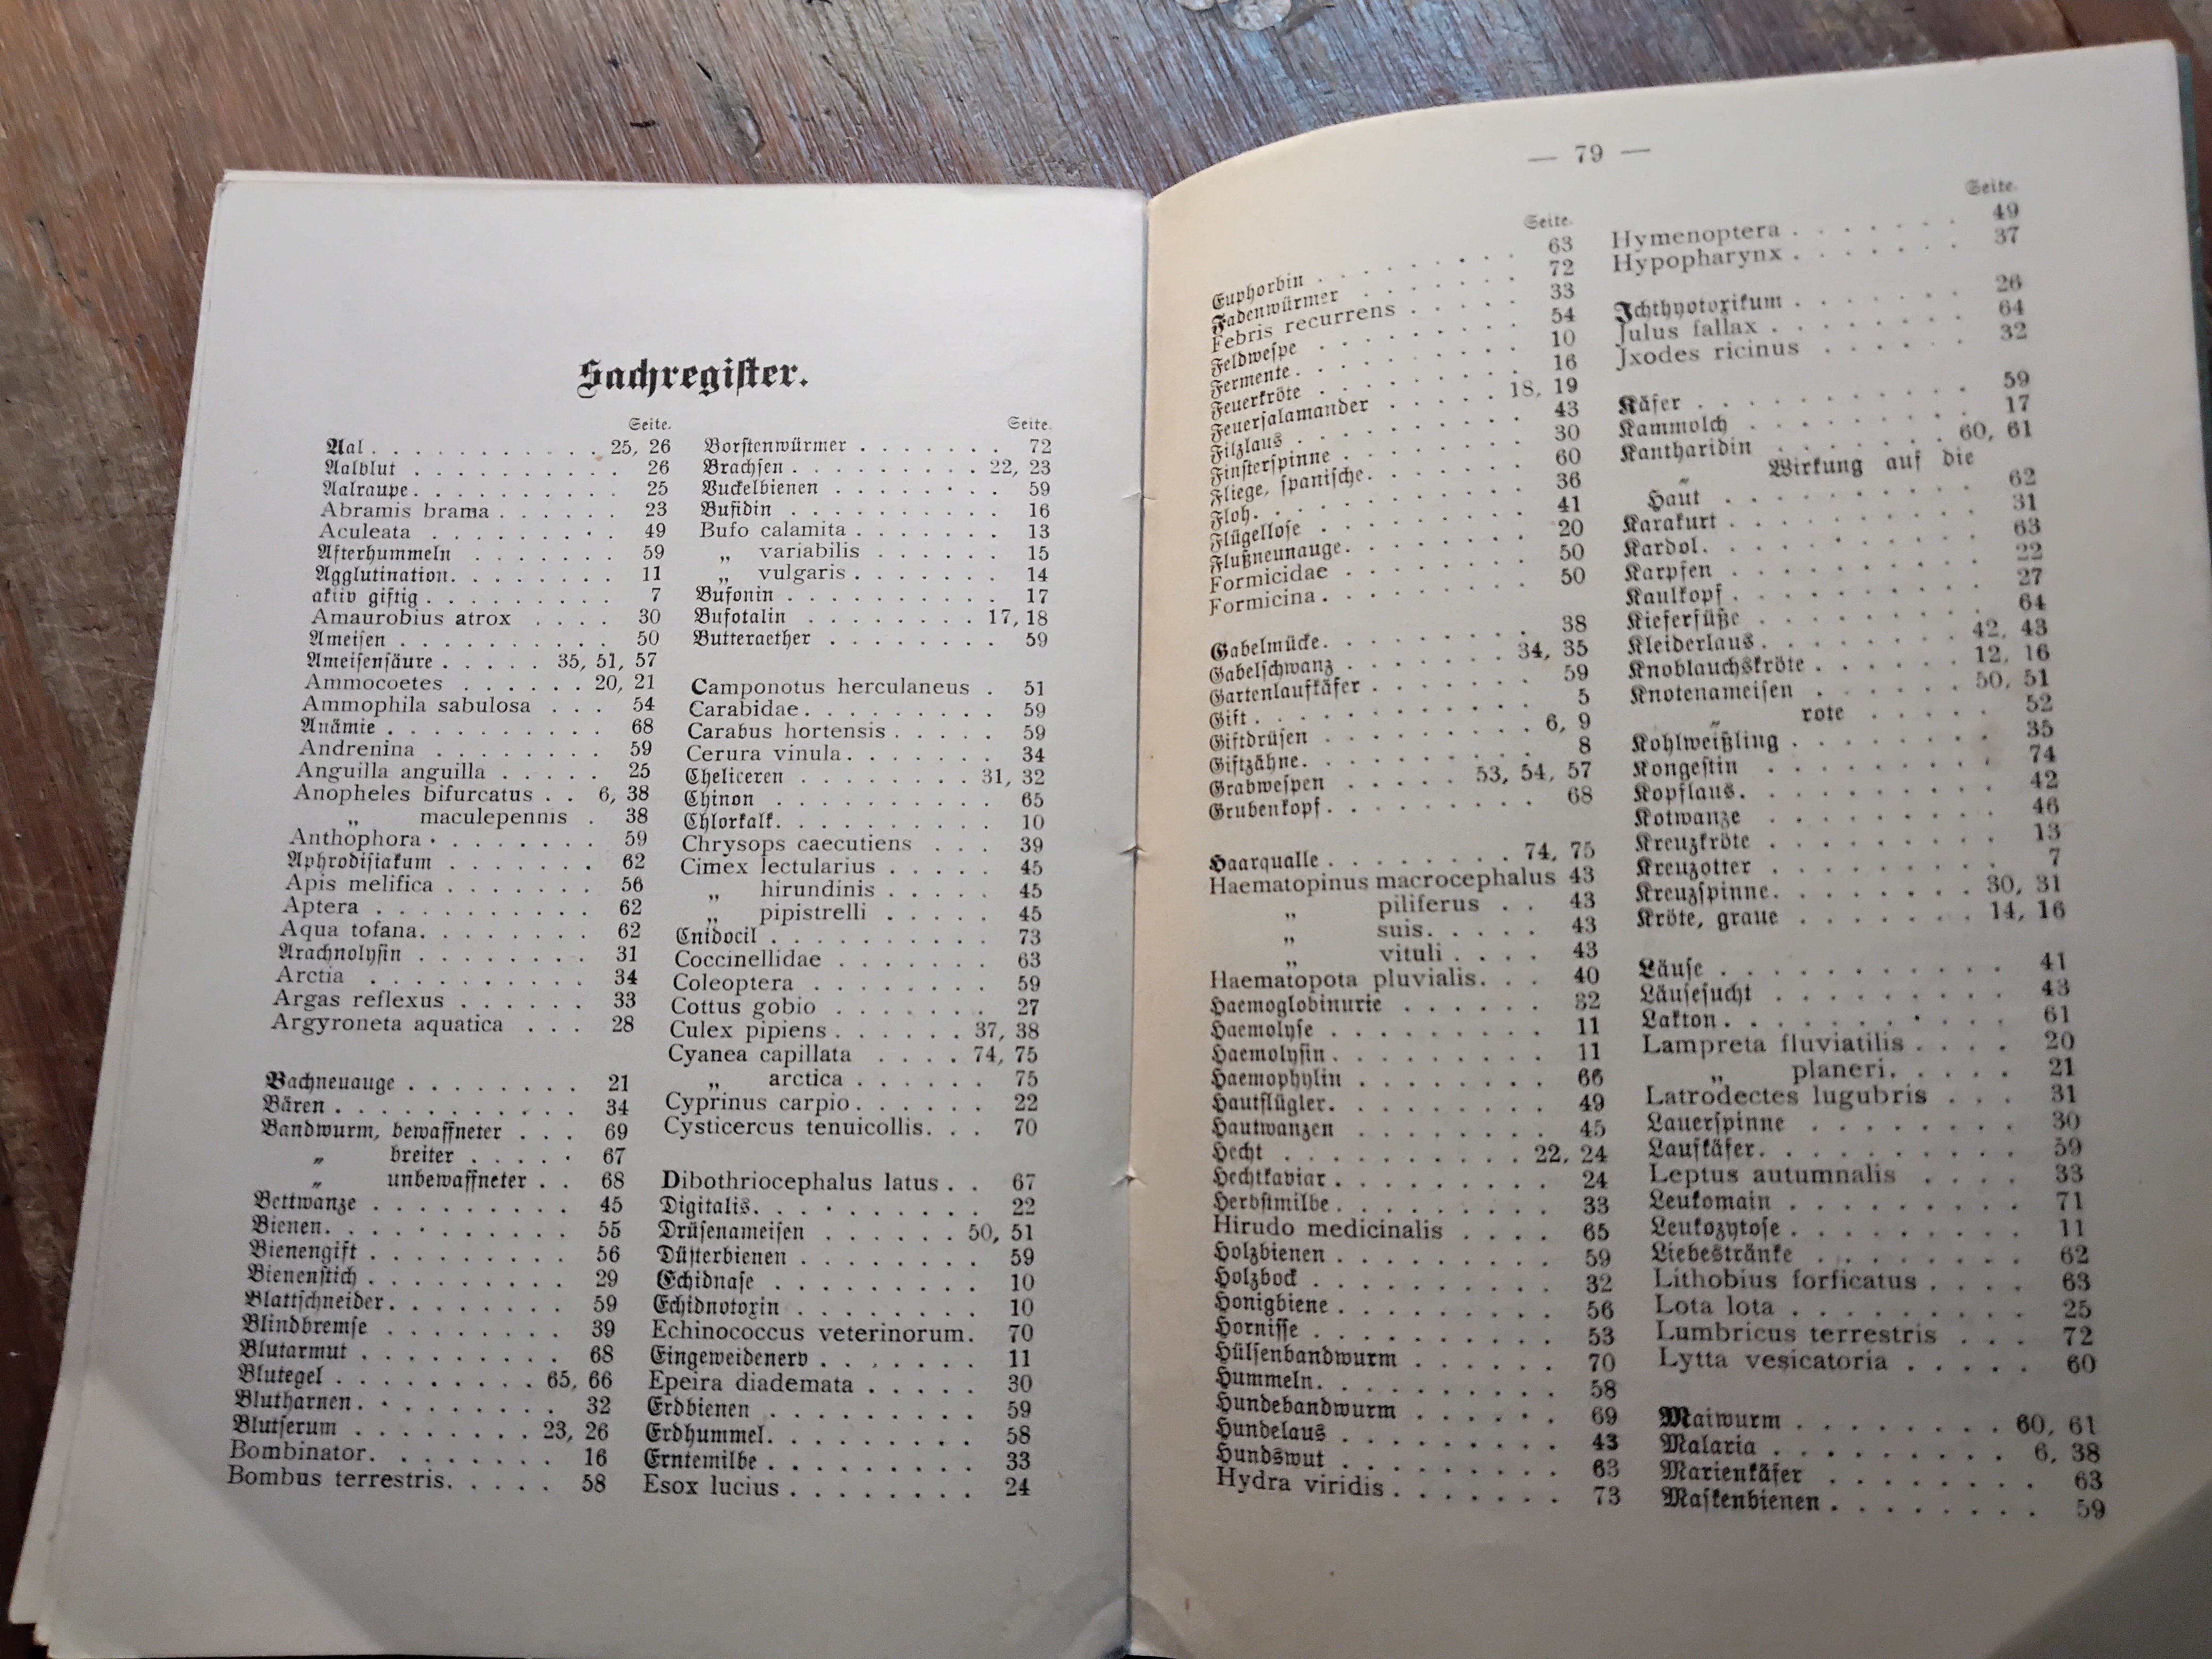 Sachregister.
Seite.
Aal . . . . . . . . . . . 25, 26
Aalblut . . . . . . . . . . 26
Aalraupe . . . . . . . . . 25
Abramis brama . . . . . . 23
Aculeata . . . . . . . . 49
Afterhummeln . . . . . . . 59
Agglutination . . . . . . . . 11
aktiv giftig . . . . . . . . . 7
Amaurobius atrox . . . . 30
Ameisen . . . . . . . . . 50
Ameisensäure . . . . . 35, 51, 57
Ammocoetes . . . . . . 20, 21
Ammophila sabulosa . . . 54
Anämie . . . . . . . . . . 68
Andrenina . . . . . . . . 59
Anguilla anguilla . . . . . 25
Anopheles bifurcatus . . 6, 38
„ maculepennis . 38
Anthophora . . . . . . . . 59
Aphrodisiakum . . . . . . . 62
Apis melifica . . . . . . . 56
Aptera . . . . . . . . . . 62
Aqua tofana . . . . . . . . 62
Arachnolysin . . . . . . . . 31
Arctia . . . . . . . . . . 34
Argas reflexus . . . . . . 33
Argyroneta aquatica . . . 28
Bachneuauge . . . . . . . . 21
Bären . . . . . . . . . . . 34
Bandwurm, bewaffneter . . . 69
„ breiter . . . . . 67
„ unbewaffneter . . 68
Bettwanze . . . . . . . . . 45
Bienen . . . . . . . . . . . 55
Bienengift . . . . . . . . . 56
Bienenstich . . . . . . . . . 29
Blattschneider . . . . . . . . 59
Blindbremse . . . . . . . . 39
Blutarmut . . . . . . . . . 68
Blutegel . . . . . . . . . 65, 66
Blutharnen . . . . . . . . . 32
Blutserum . . . . . . . . 23, 26
Bombinator . . . . . . . . 16
Bombus terrestris . . . . . 58
Seite.
Borstenwürmer . . . . . . . 72
Brachsen . . . . . . . . . 22, 23
Buckelbienen . . . . . . . . 59
Bufidin . . . . . . . . . . 16
Bufo calamita . . . . . . . 13
„ variabilis . . . . . . 15
„ vulgaris . . . . . . . 14
Bufonin . . . . . . . . . . 17
Bufotalin . . . . . . . . 17, 18
Butteraether . . . . . . . . 59
Camponotus herculaneus . 51
Carabidae . . . . . . . . . 59
Carabus hortensis . . . . . 59
Cerura vinula . . . . . . . 34
Cheliceren . . . . . . . . 31, 32
Chinon . . . . . . . . . . 65
Chlorkalk . . . . . . . . . . 10
Chrysops caecutiens . . . 39
Cimex lectularius . . . . . 45
„ hirundinis . . . . . 45
„ pipistrelli . . . . . 45
Cnidocil . . . . . . . . . . 73
Coccinellidae . . . . . . . 63
Coleoptera . . . . . . . . 59
Cottus gobio . . . . . . . 27
Culex pipiens . . . . . . 37, 38
Cyanea capillata . . . . 74, 75
„ arctica . . . . . . 75
Cyprinus carpio . . . . . . 22
Cysticercus tenuicollis . . . 70
Dibothriocephalus latus . . 67
Digitalis . . . . . . . . . . 22
Drüsenameisen . . . . . . 50, 51
Düsterbienen . . . . . . . . 59
Echidnase . . . . . . . . . 10
Echidnotoxin . . . . . . . . 10
Echinococcus veterinorum . 70
Eingeweidenerv . . . . . . . 11
Epeira diademata . . . . . 30
Erdbienen . . . . . . . . . 59
Erdhummel . . . . . . . . . 58
Erntemilbe . . . . . . . . . 33
Esox lucius . . . . . . . . 24
— 79 —
Seite.
Euphorbin . . . . . . . . . 63
Fadenwürmer . . . . . . . 72
Febris recurrens . . . . . 33
Feldwespe . . . . . . . . . 54
Fermente . . . . . . . . . . 10
Feuerkröte . . . . . . . . . 16
Feuersalamander . . . . . 18, 19
Filzlaus . . . . . . . . . . 43
Finsterspinne . . . . . . . . 30
Fliege, spanische . . . . . . . 60
Floh . . . . . . . . . . . . 36
Flügellose . . . . . . . . . 41
Flußneunauge . . . . . . . . 20
Formicidae . . . . . . . . 50
Formicina . . . . . . . . . 50
Gabelmücke . . . . . . . . . 38
Gabelschwanz . . . . . . . 34, 35
Gartenlaufkäfer . . . . . . . 59
Gift . . . . . . . . . . . . 5
Giftdrüsen . . . . . . . . . 6, 9
Giftzähne . . . . . . . . . . 8
Grabwespen . . . . . 53, 54, 57
Grubenkopf . . . . . . . . . 68
Haarqualle . . . . . . . . 74, 75
Haematopinus macrocephalus 43
„ piliferus . . 43
„ suis . . . . . 43
„ vituli . . . . 43
Haematopota pluvialis . . . 40
Haemoglobinurie . . . . . . 32
Haemolyse . . . . . . . . . 11
Haemolysin . . . . . . . . . 11
Haemophylin . . . . . . . . 66
Hautflügler . . . . . . . . . 49
Hautwanzen . . . . . . . . 45
Hecht . . . . . . . . . . 22, 24
Hechtkaviar . . . . . . . . . 24
Herbstmilbe . . . . . . . . . 33
Hirudo medicinalis . . . . 65
Holzbienen . . . . . . . . . 59
Holzbock . . . . . . . . . . 32
Honigbiene . . . . . . . . . 56
Hornisse . . . . . . . . . . 53
Hülsenbandwurm . . . . . . 70
Hummeln . . . . . . . . . . 58
Hundebandwurm . . . . . . 69
Hundelaus . . . . . . . . . 43
Hundswut . . . . . . . . . 63
Hydra viridis . . . . . . . 73
Seite.
Hymenoptera . . . . . . . 49
Hypopharynx . . . . . . . 37
Ichthyotoxikum . . . . . . . 26
Julus fallax . . . . . . . . 64
Jxodes ricinus . . . . . . 32
Käfer . . . . . . . . . . . 59
Kammolch . . . . . . . . . 17
Kantharidin . . . . . . . 60, 61
„ Wirkung auf die
Haut . . . . . . . . . . 62
Karakurt . . . . . . . . . . 31
Kardol . . . . . . . . . . . 63
Karpfen . . . . . . . . . . 22
Kaulkopf . . . . . . . . . . 27
Kieferfüße . . . . . . . . . 64
Kleiderlaus . . . . . . . . 42, 43
Knoblauchskröte . . . . . . 12, 16
Knotenameisen . . . . . . 50, 51
„ rote . . . . . 52
Kohlweißling . . . . . . . . 35
Kongestin . . . . . . . . . 74
Kopflaus . . . . . . . . . . 42
Kotwanze . . . . . . . . . 46
Kreuzkröte . . . . . . . . . 13
Kreuzotter . . . . . . . . . 7
Kreuzspinne . . . . . . . . 30, 31
Kröte, graue . . . . . . . 14, 16
Läuse . . . . . . . . . . . 41
Läusesucht . . . . . . . . . 43
Lakton . . . . . . . . . . . 61
Lampreta fluviatilis . . . . 20
„ planeri . . . . . 21
Latrodectes lugubris . . . 31
Lauerspinne . . . . . . . . 30
Laufkäfer . . . . . . . . . . 59
Leptus autumnalis . . . . 33
Leukomain . . . . . . . . . 71
Leukozytose . . . . . . . . . 11
Liebestränke . . . . . . . . 62
Lithobius forficatus . . . . 63
Lota lota . . . . . . . . . 25
Lumbricus terrestris . . . 72
Lytta vesicatoria . . . . . 60
Maiwurm . . . . . . . . 60, 61
Malaria . . . . . . . . . 6, 38
Marienkäfer . . . . . . . . 63
Maskenbienen . . . . . . . . 59